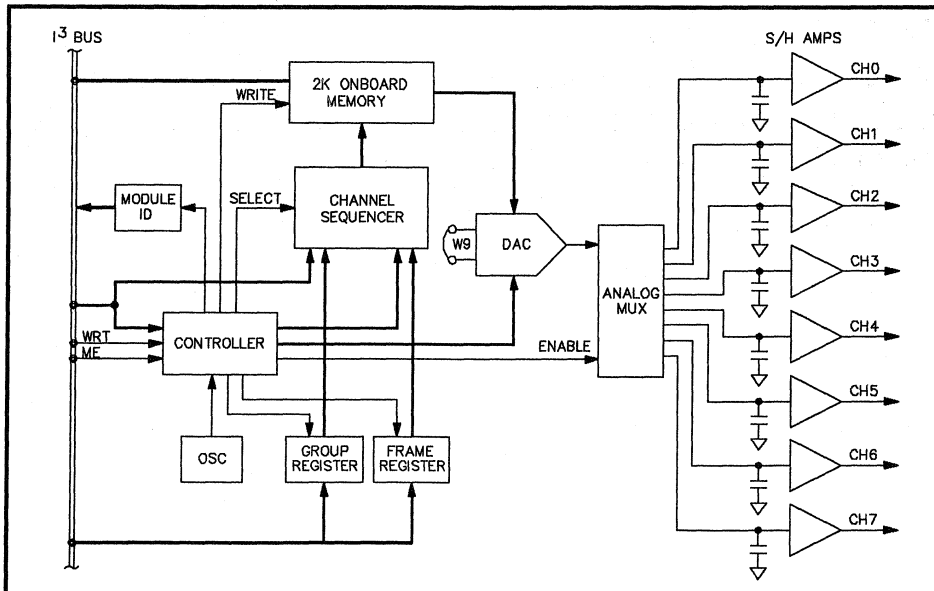 I³ BUS
S/H AMPS
2K ONBOARD
MEMORY
WRITE
CH0
CH1
MODULE
ID
SELECT
CHANNEL
SEQUENCER
CH2
W9
DAC
CH3
ANALOG
MUX
WRT
ME
CONTROLLER
ENABLE
CH4
CH5
OSC
GROUP
REGISTER
FRAME
REGISTER
CH6
CH7